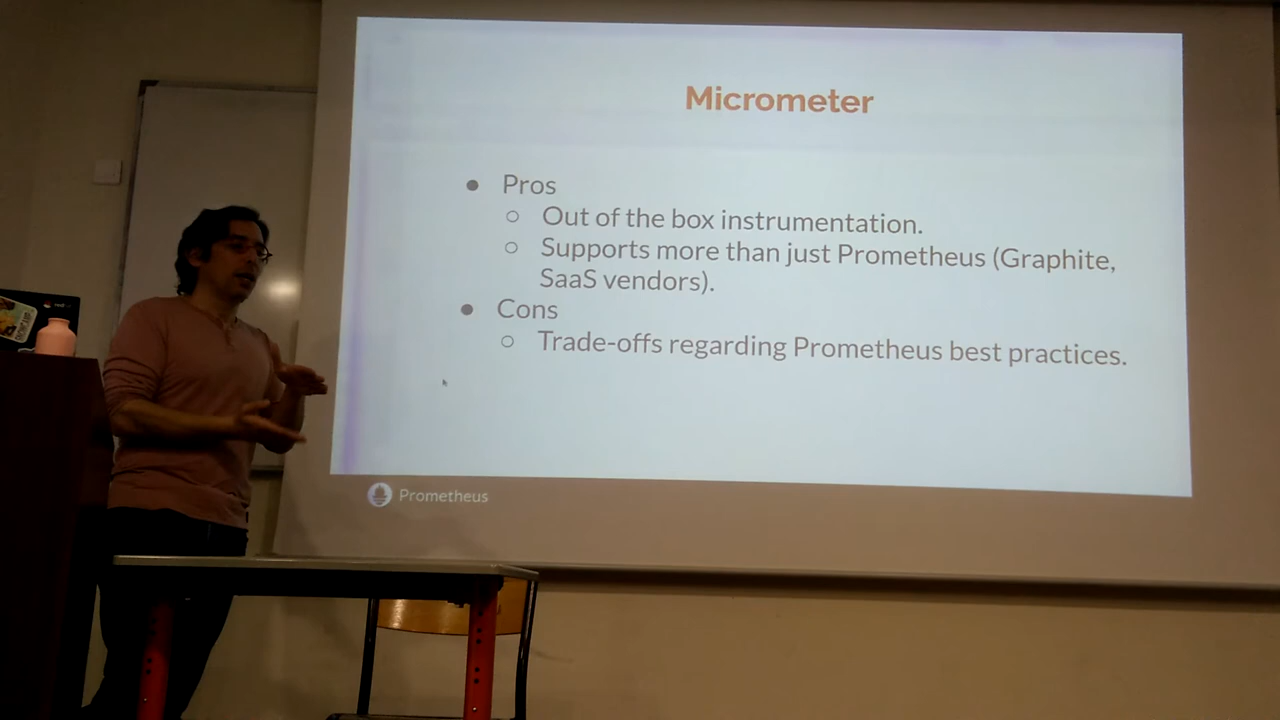 Micrometer
● Pros
○ Out of the box instrumentation.
○ Supports more than just Prometheus (Graphite,
SaaS vendors).
● Cons
○ Trade-offs regarding Prometheus best practices.
Prometheus